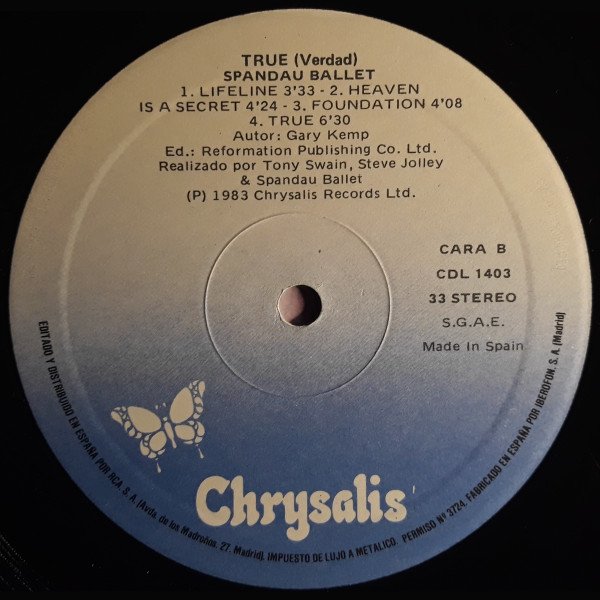 TRUE (Verdad)
SPANDAU BALLET
1. LIFELINE 3'33 - 2. HEAVEN
IS A SECRET 4'24 - 3. FOUNDATION 4'08
4. TRUE 6'30
Autor: Gary Kemp
Ed.: Reformation Publishing Co. Ltd.
Realizado por Tony Swain, Steve Jolley
& Spandau Ballet
(P) 1983 Chrysalis Records Ltd.
CARA B
CDL 1403
33 STEREO
S.G.A.E.
Made in Spain
Chrysalis
EDITADO Y DISTRIBUIDO EN ESPAÑA POR RCA S. A. (Avda. de los Madroños, 27. Madrid). IMPUESTO DE LUJO A METALICO. PERMISO Nº 3724. FABRICADO EN ESPAÑA POR IBEROFON, S. A. (Madrid)